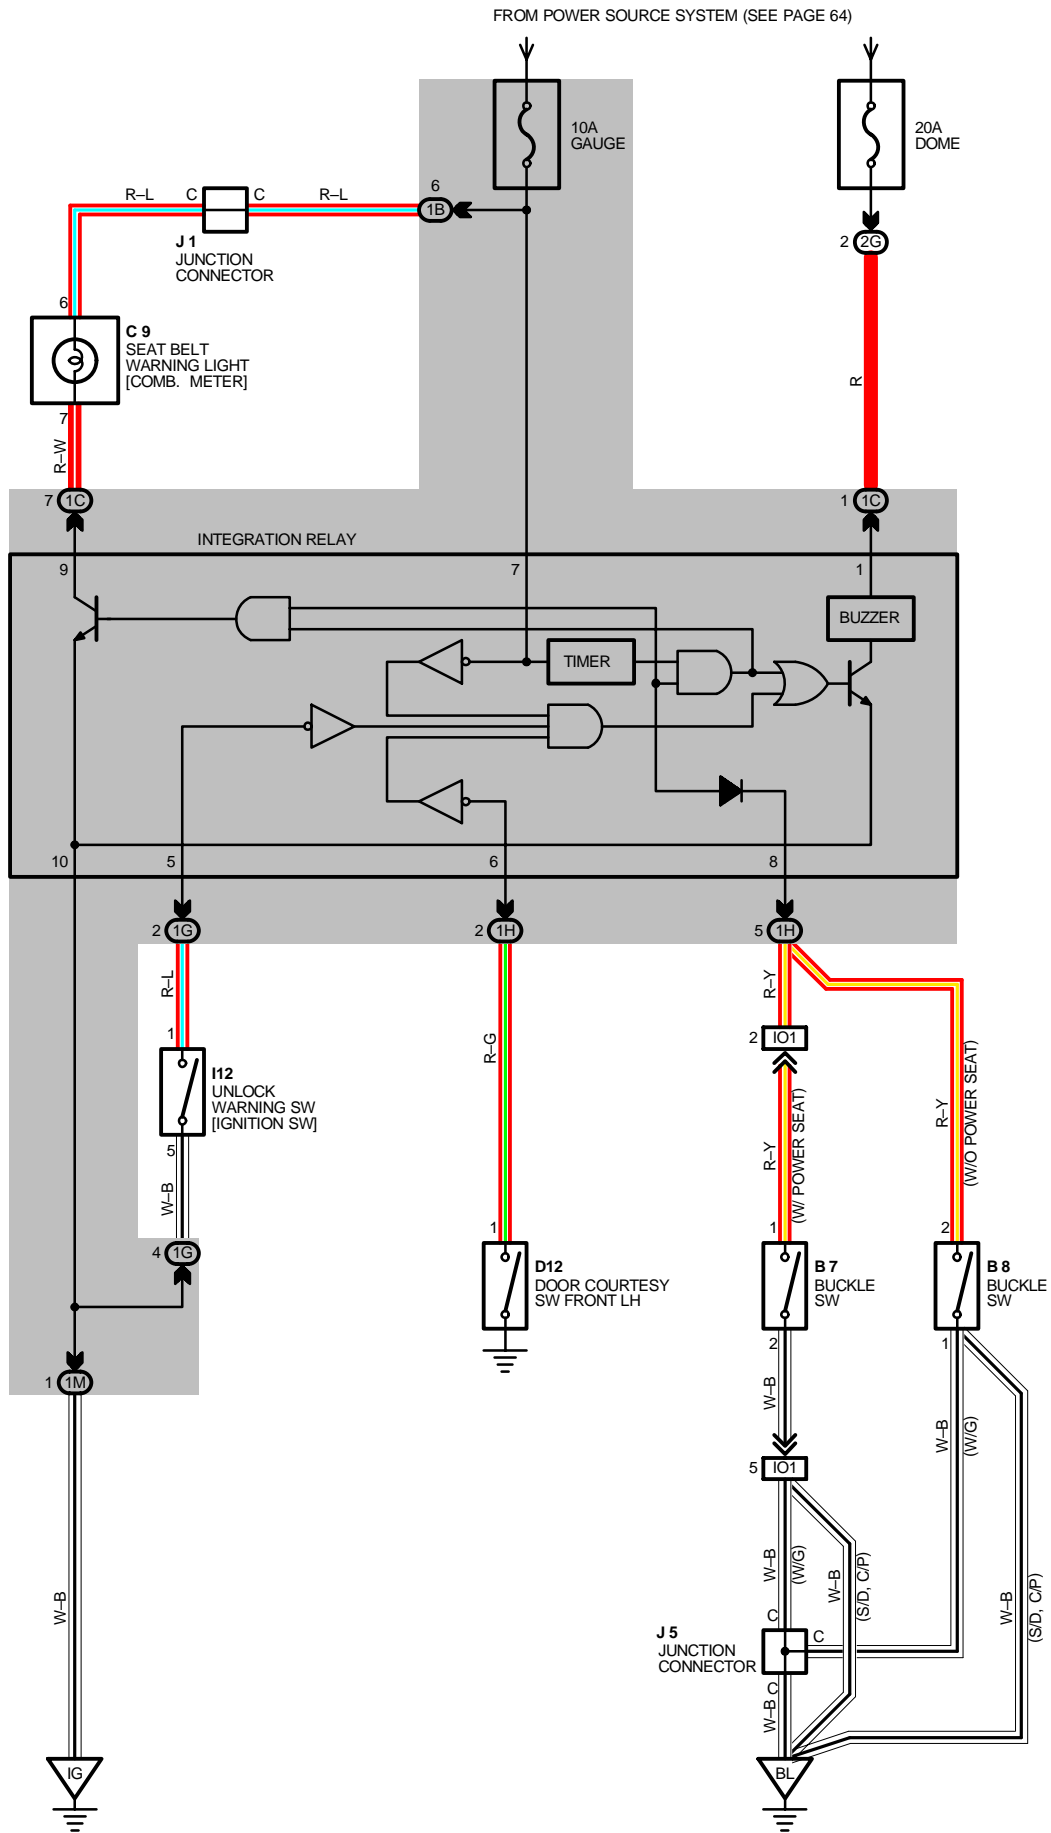 FROM POWER SOURCE SYSTEM (SEE PAGE 64)
10A
GAUGE
20A
DOME
R–L
C
C
R–L
6
1B
J 1
JUNCTION
CONNECTOR
2
2G
6
C 9
SEAT BELT
WARNING LIGHT
[COMB. METER]
7
R–W
R
7
1C
1
1C
INTEGRATION RELAY
9
7
1
BUZZER
TIMER
10
5
6
8
2
1G
2
1H
5
1H
R–L
R–G
R–Y
2
IO1
1
I12
UNLOCK
WARNING SW
[IGNITION SW]
5
W–B
R–Y
(W/ POWER SEAT)
R–Y
(W/O POWER SEAT)
4
1G
1
D12
DOOR COURTESY
SW FRONT LH
1
B 7
BUCKLE
SW
2
2
B 8
BUCKLE
SW
1
1
1M
W–B
W–B
(W/G)
5
IO1
W–B
W–B
(W/G)
W–B
(S/D, C/P)
W–B
(S/D, C/P)
J 5
JUNCTION
CONNECTOR
C
C
C
W–B
IG
BL